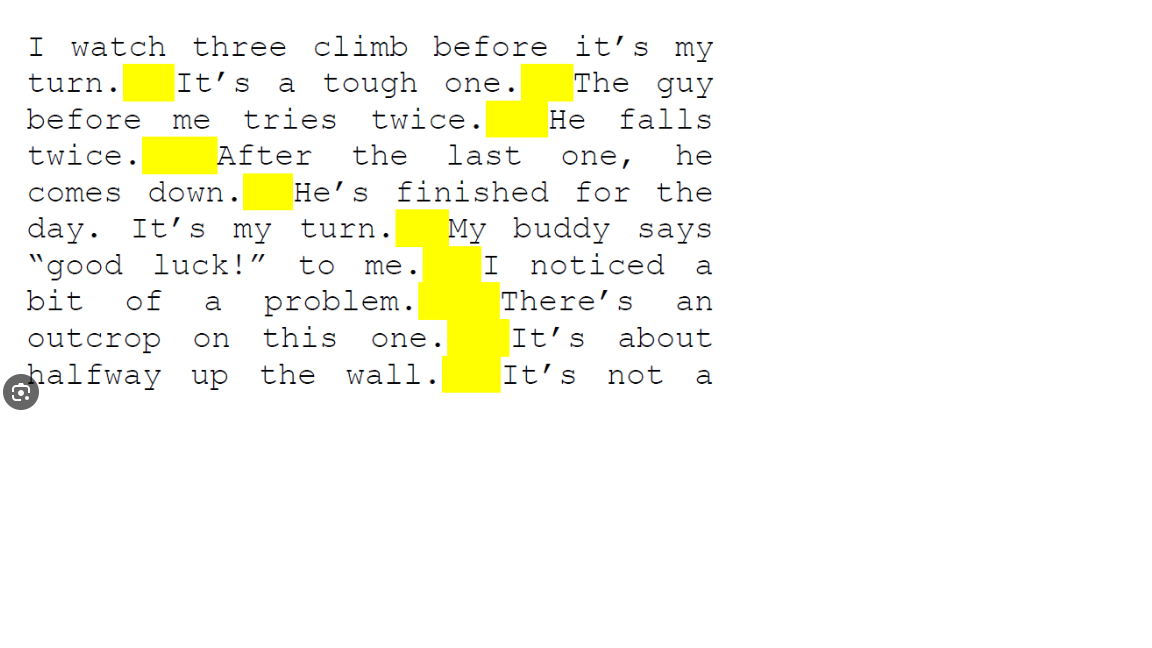 I watch three climb before it’s my
turn. It’s a tough one. The guy
before me tries twice. He falls
twice. After the last one, he
comes down. He’s finished for the
day. It’s my turn. My buddy says
“good luck!” to me. I noticed a
bit of a problem. There’s an
outcrop on this one. It’s about
halfway up the wall. It’s not a